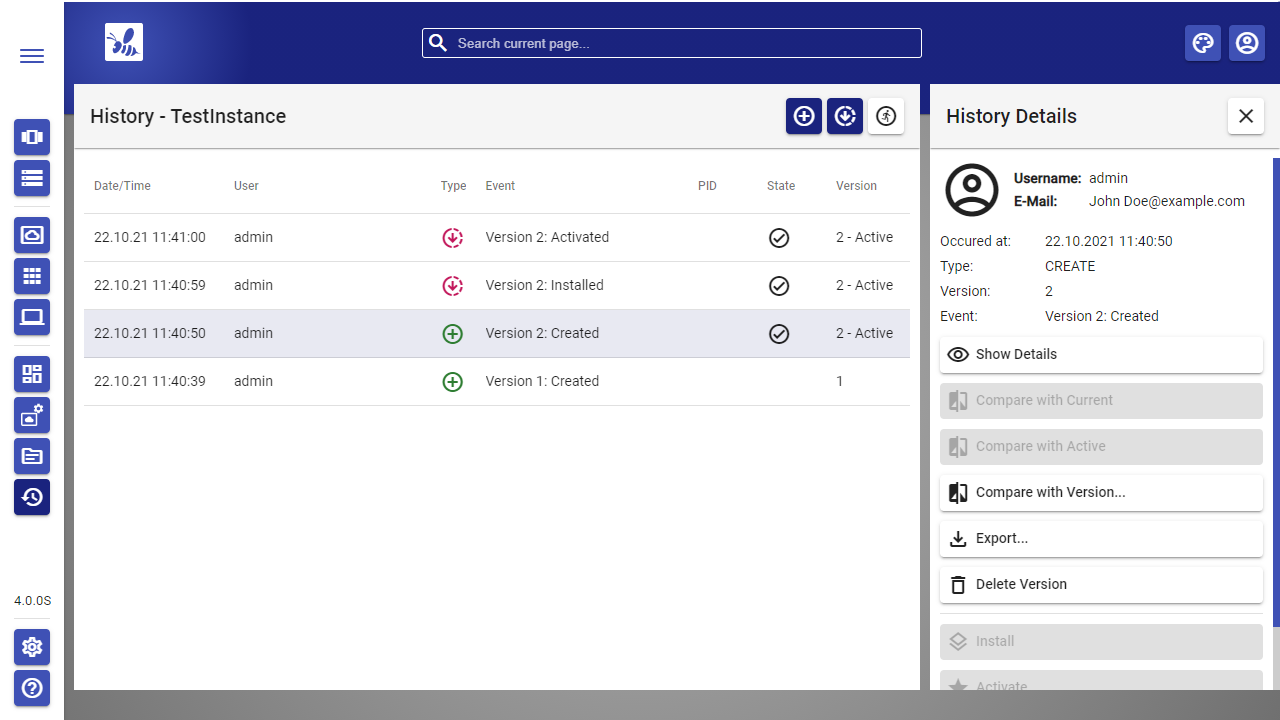 Search current page...
History - TestInstance
Date/Time User Type Event PID State Version
22.10.21 11:41:00 admin Version 2: Activated 2 - Active
22.10.21 11:40:59 admin Version 2: Installed 2 - Active
22.10.21 11:40:50 admin Version 2: Created 2 - Active
22.10.21 11:40:39 admin Version 1: Created 1
4.0.0S
History Details
Username: admin
E-Mail: John Doe@example.com
Occured at: 22.10.2021 11:40:50
Type: CREATE
Version: 2
Event: Version 2: Created
Show Details
Compare with Current
Compare with Active
Compare with Version...
Export...
Delete Version
Install
Activate